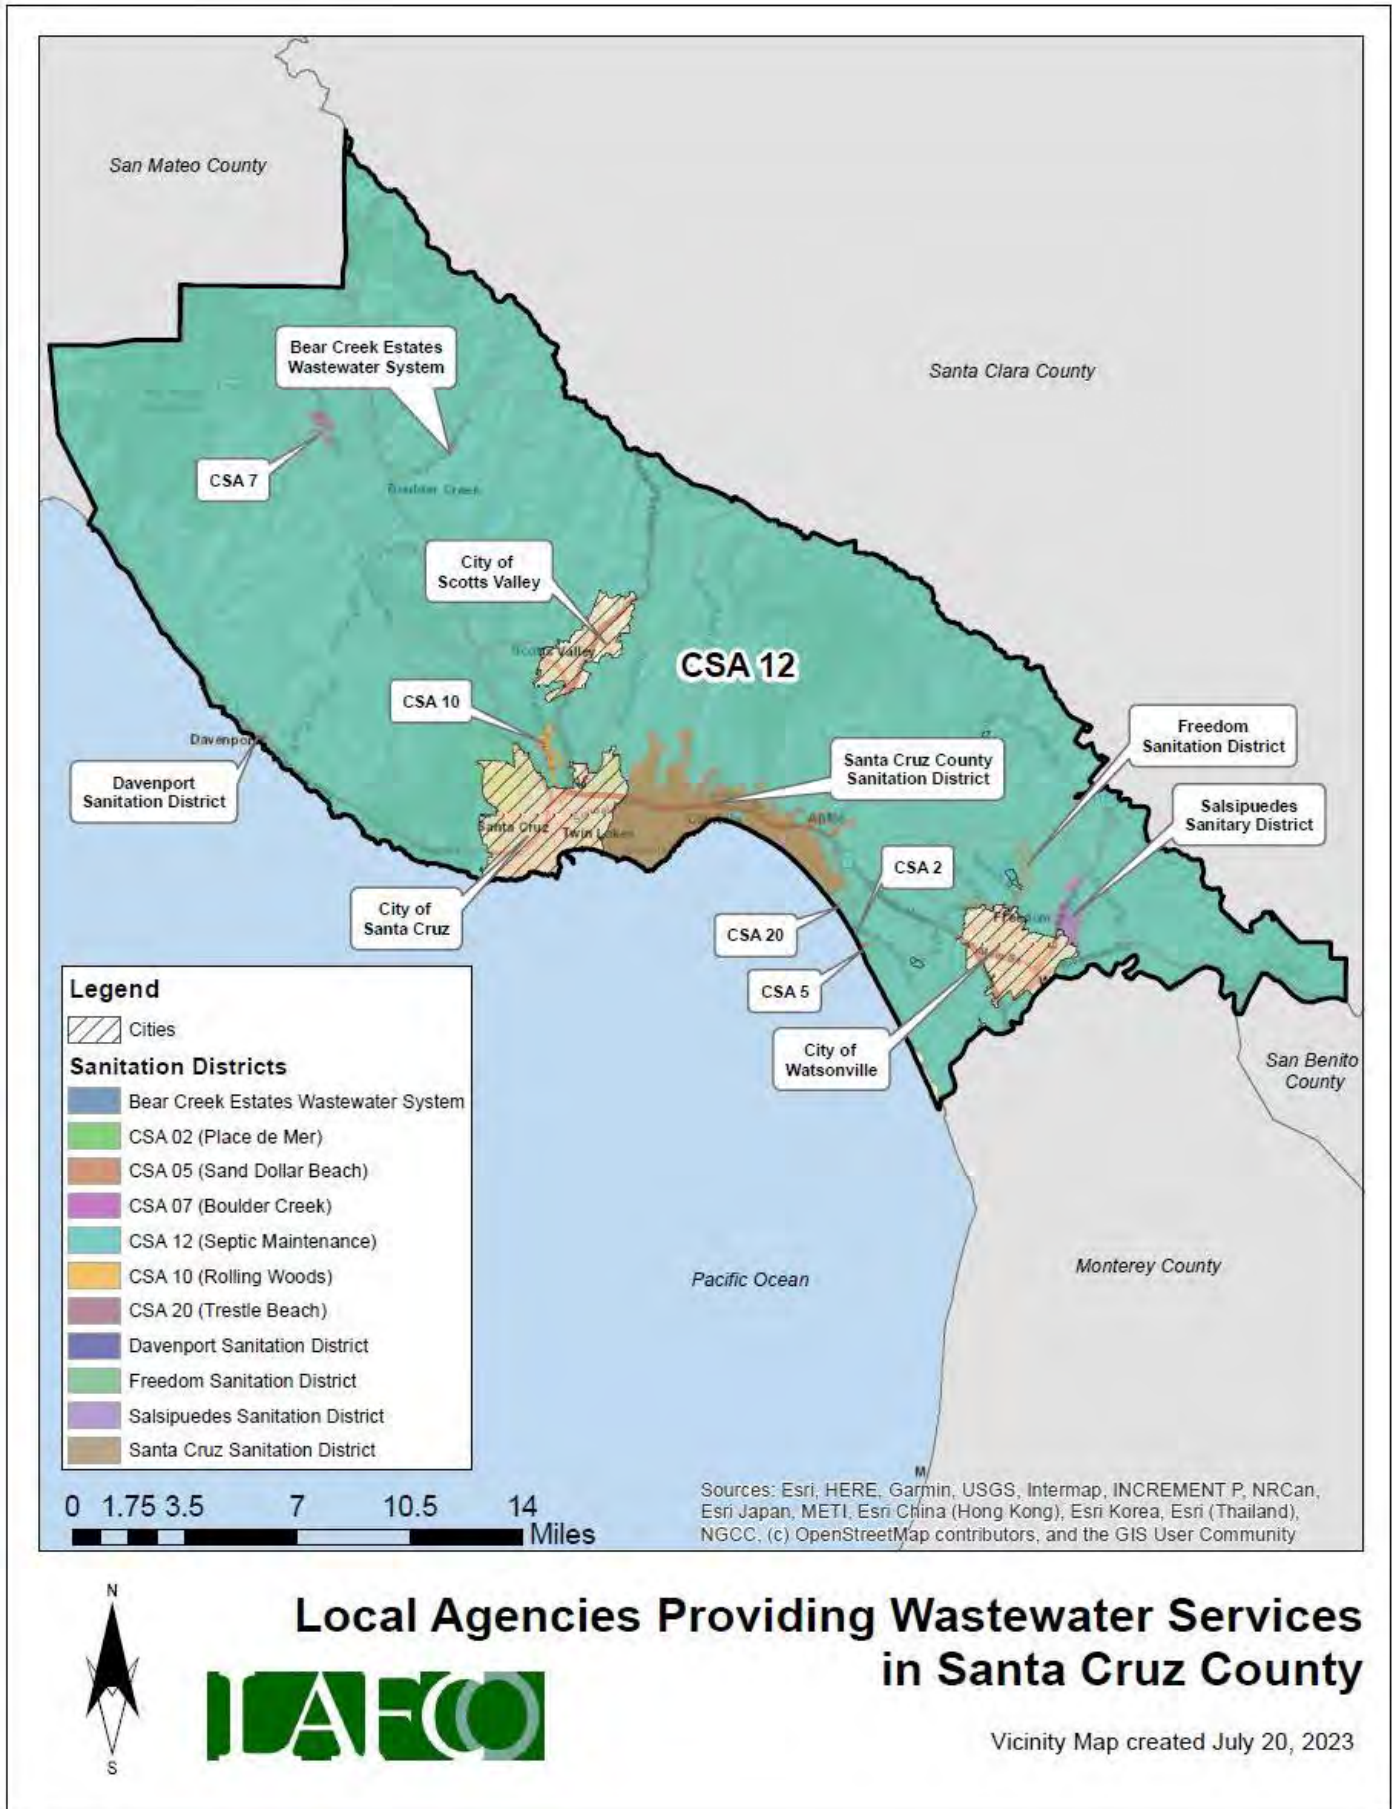 San Mateo County
Santa Clara County
Bear Creek Estates
Wastewater System
CSA 7
Boulder Creek
City of
Scotts Valley
Scotts Valley
CSA 12
CSA 10
Davenport
Davenport
Sanitation District
Freedom
Sanitation District
Santa Cruz County
Sanitation District
Salsipuedes
Sanitary District
Santa Cruz
Twin Lakes
Aptos
CSA 2
City of
Santa Cruz
CSA 20
Freedom
CSA 5
City of
Watsonville
San Benito
County
Monterey County
Pacific Ocean
Legend
Cities
Sanitation Districts
Bear Creek Estates Wastewater System
CSA 02 (Place de Mer)
CSA 05 (Sand Dollar Beach)
CSA 07 (Boulder Creek)
CSA 12 (Septic Maintenance)
CSA 10 (Rolling Woods)
CSA 20 (Trestle Beach)
Davenport Sanitation District
Freedom Sanitation District
Salsipuedes Sanitation District
Santa Cruz Sanitation District
0 1.75 3.5 7 10.5 14
Miles
M
Sources: Esri, HERE, Garmin, USGS, Intermap, INCREMENT P, NRCan,
Esri Japan, METI, Esri China (Hong Kong), Esri Korea, Esri (Thailand),
NGCC, (c) OpenStreetMap contributors, and the GIS User Community
N
S
LAFCO
Local Agencies Providing Wastewater Services
in Santa Cruz County
Vicinity Map created July 20, 2023